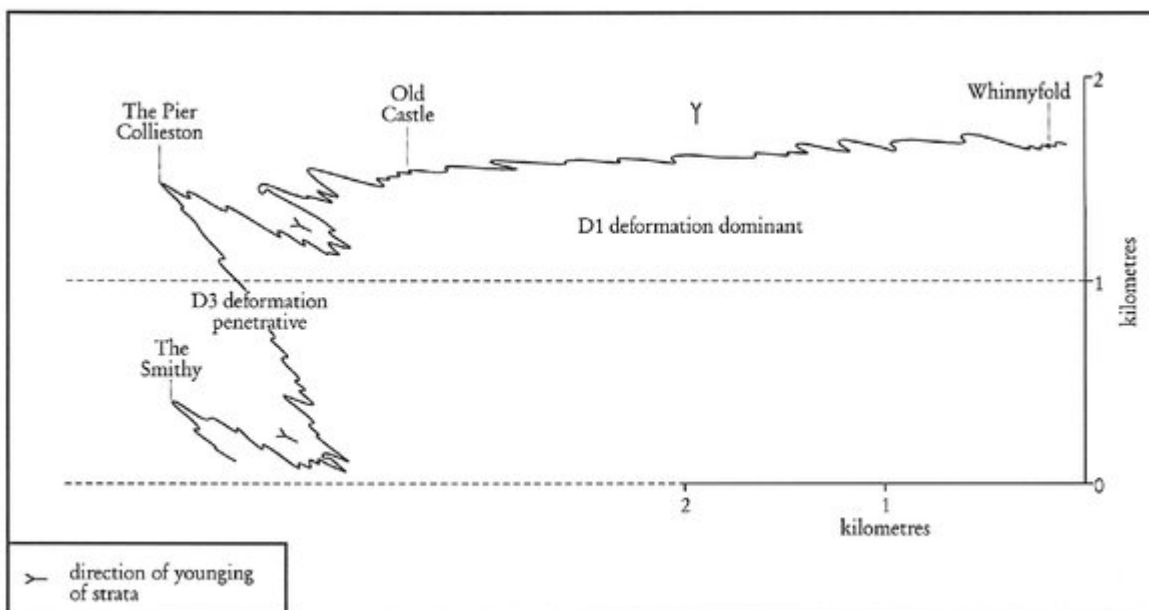 The Pier
Collieston
Old
Castle
Whinnyfold
2
D1 deformation dominant
1
D3 deformation
penetrative
kilometres
The
Smithy
0
2
1
kilometres
direction of younging
of strata